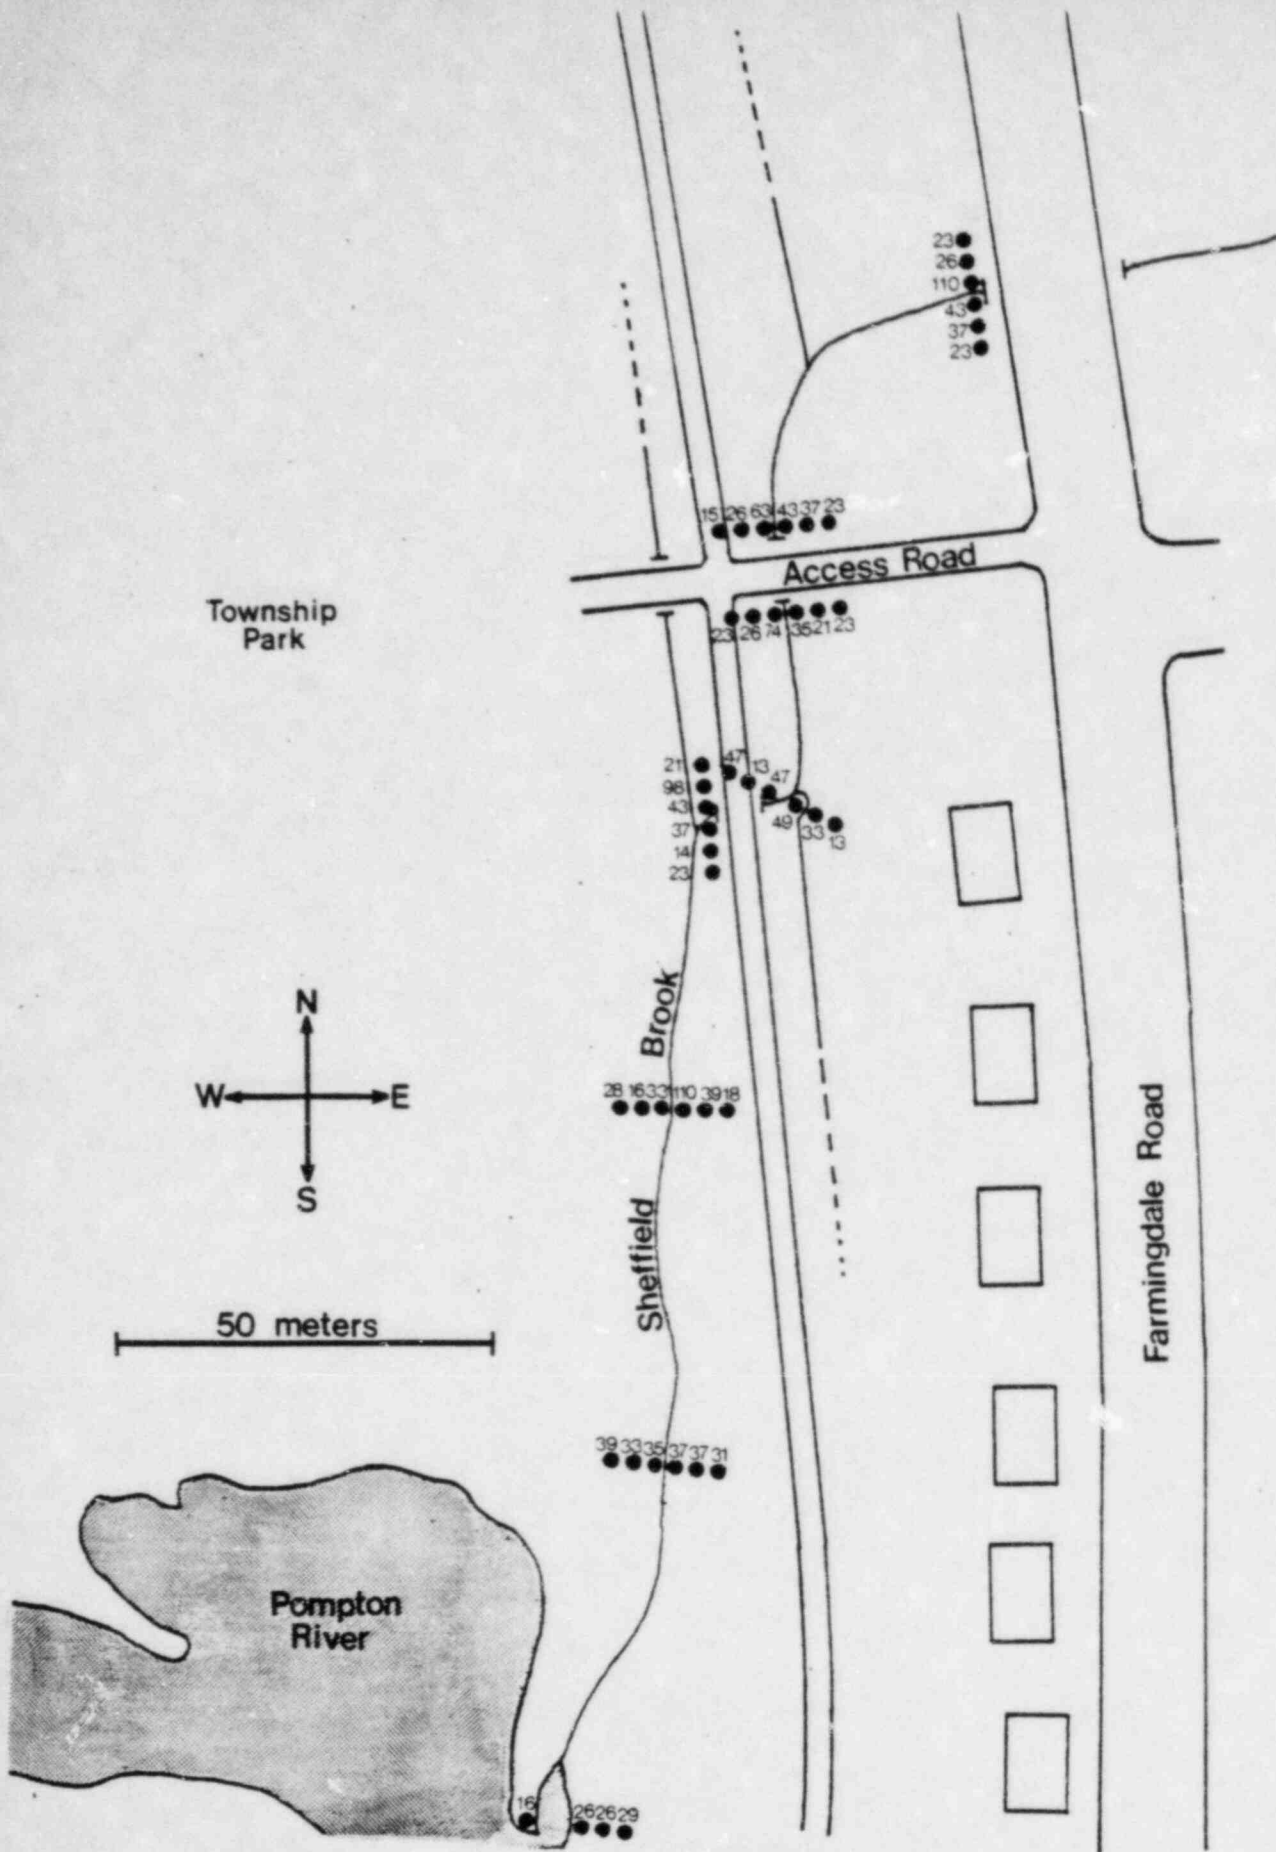 23
26
110
43
37
23
15 26 63 43 37 23
Access Road
Township
Park
23 26 74 35 21 23
21
98
43
37
14
23
47 13 47
49 33 13
N
W E
S
Brook
28 16 33 110 39 18
Sheffield
Farmingdale Road
50 meters
39 33 35 37 37 31
Pompton
River
16 26 26 29